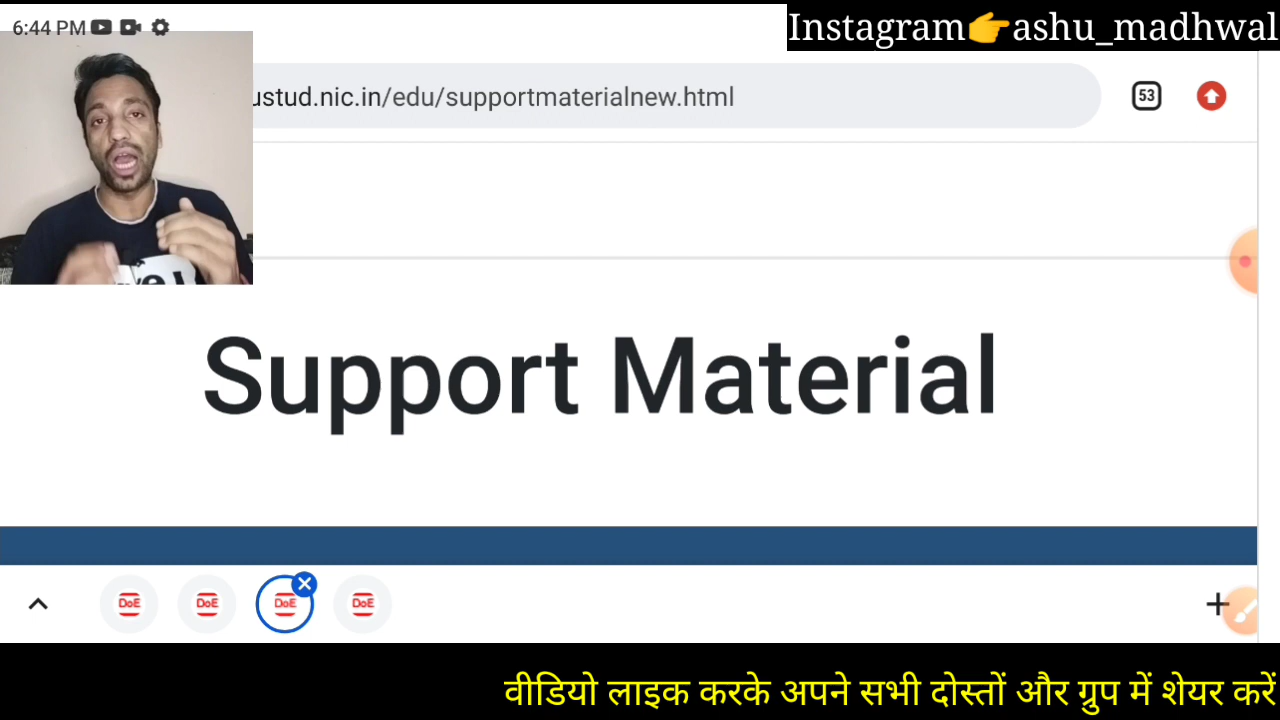 Instagram👉ashu_madhwal
6:44 PM
ustud.nic.in/edu/supportmaterialnew.html
53
Support Material
DoE
DoE
DoE
DoE
वीडियो लाइक करके अपने सभी दोस्तों और ग्रुप में शेयर करें